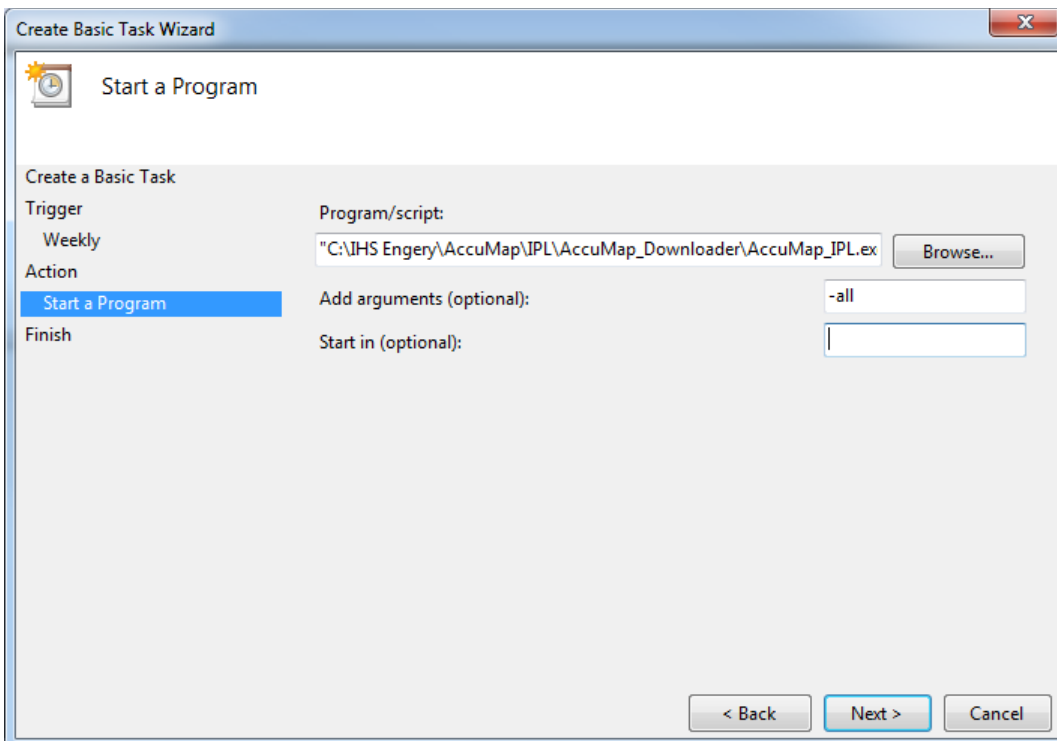 Create Basic Task Wizard
Start a Program
Create a Basic Task
Trigger
Weekly
Action
Start a Program
Finish
Program/script:
"C:\IHS Engery\AccuMap\IPL\AccuMap_Downloader\AccuMap_IPL.ex
Browse...
Add arguments (optional):
-all
Start in (optional):
< Back
Next >
Cancel